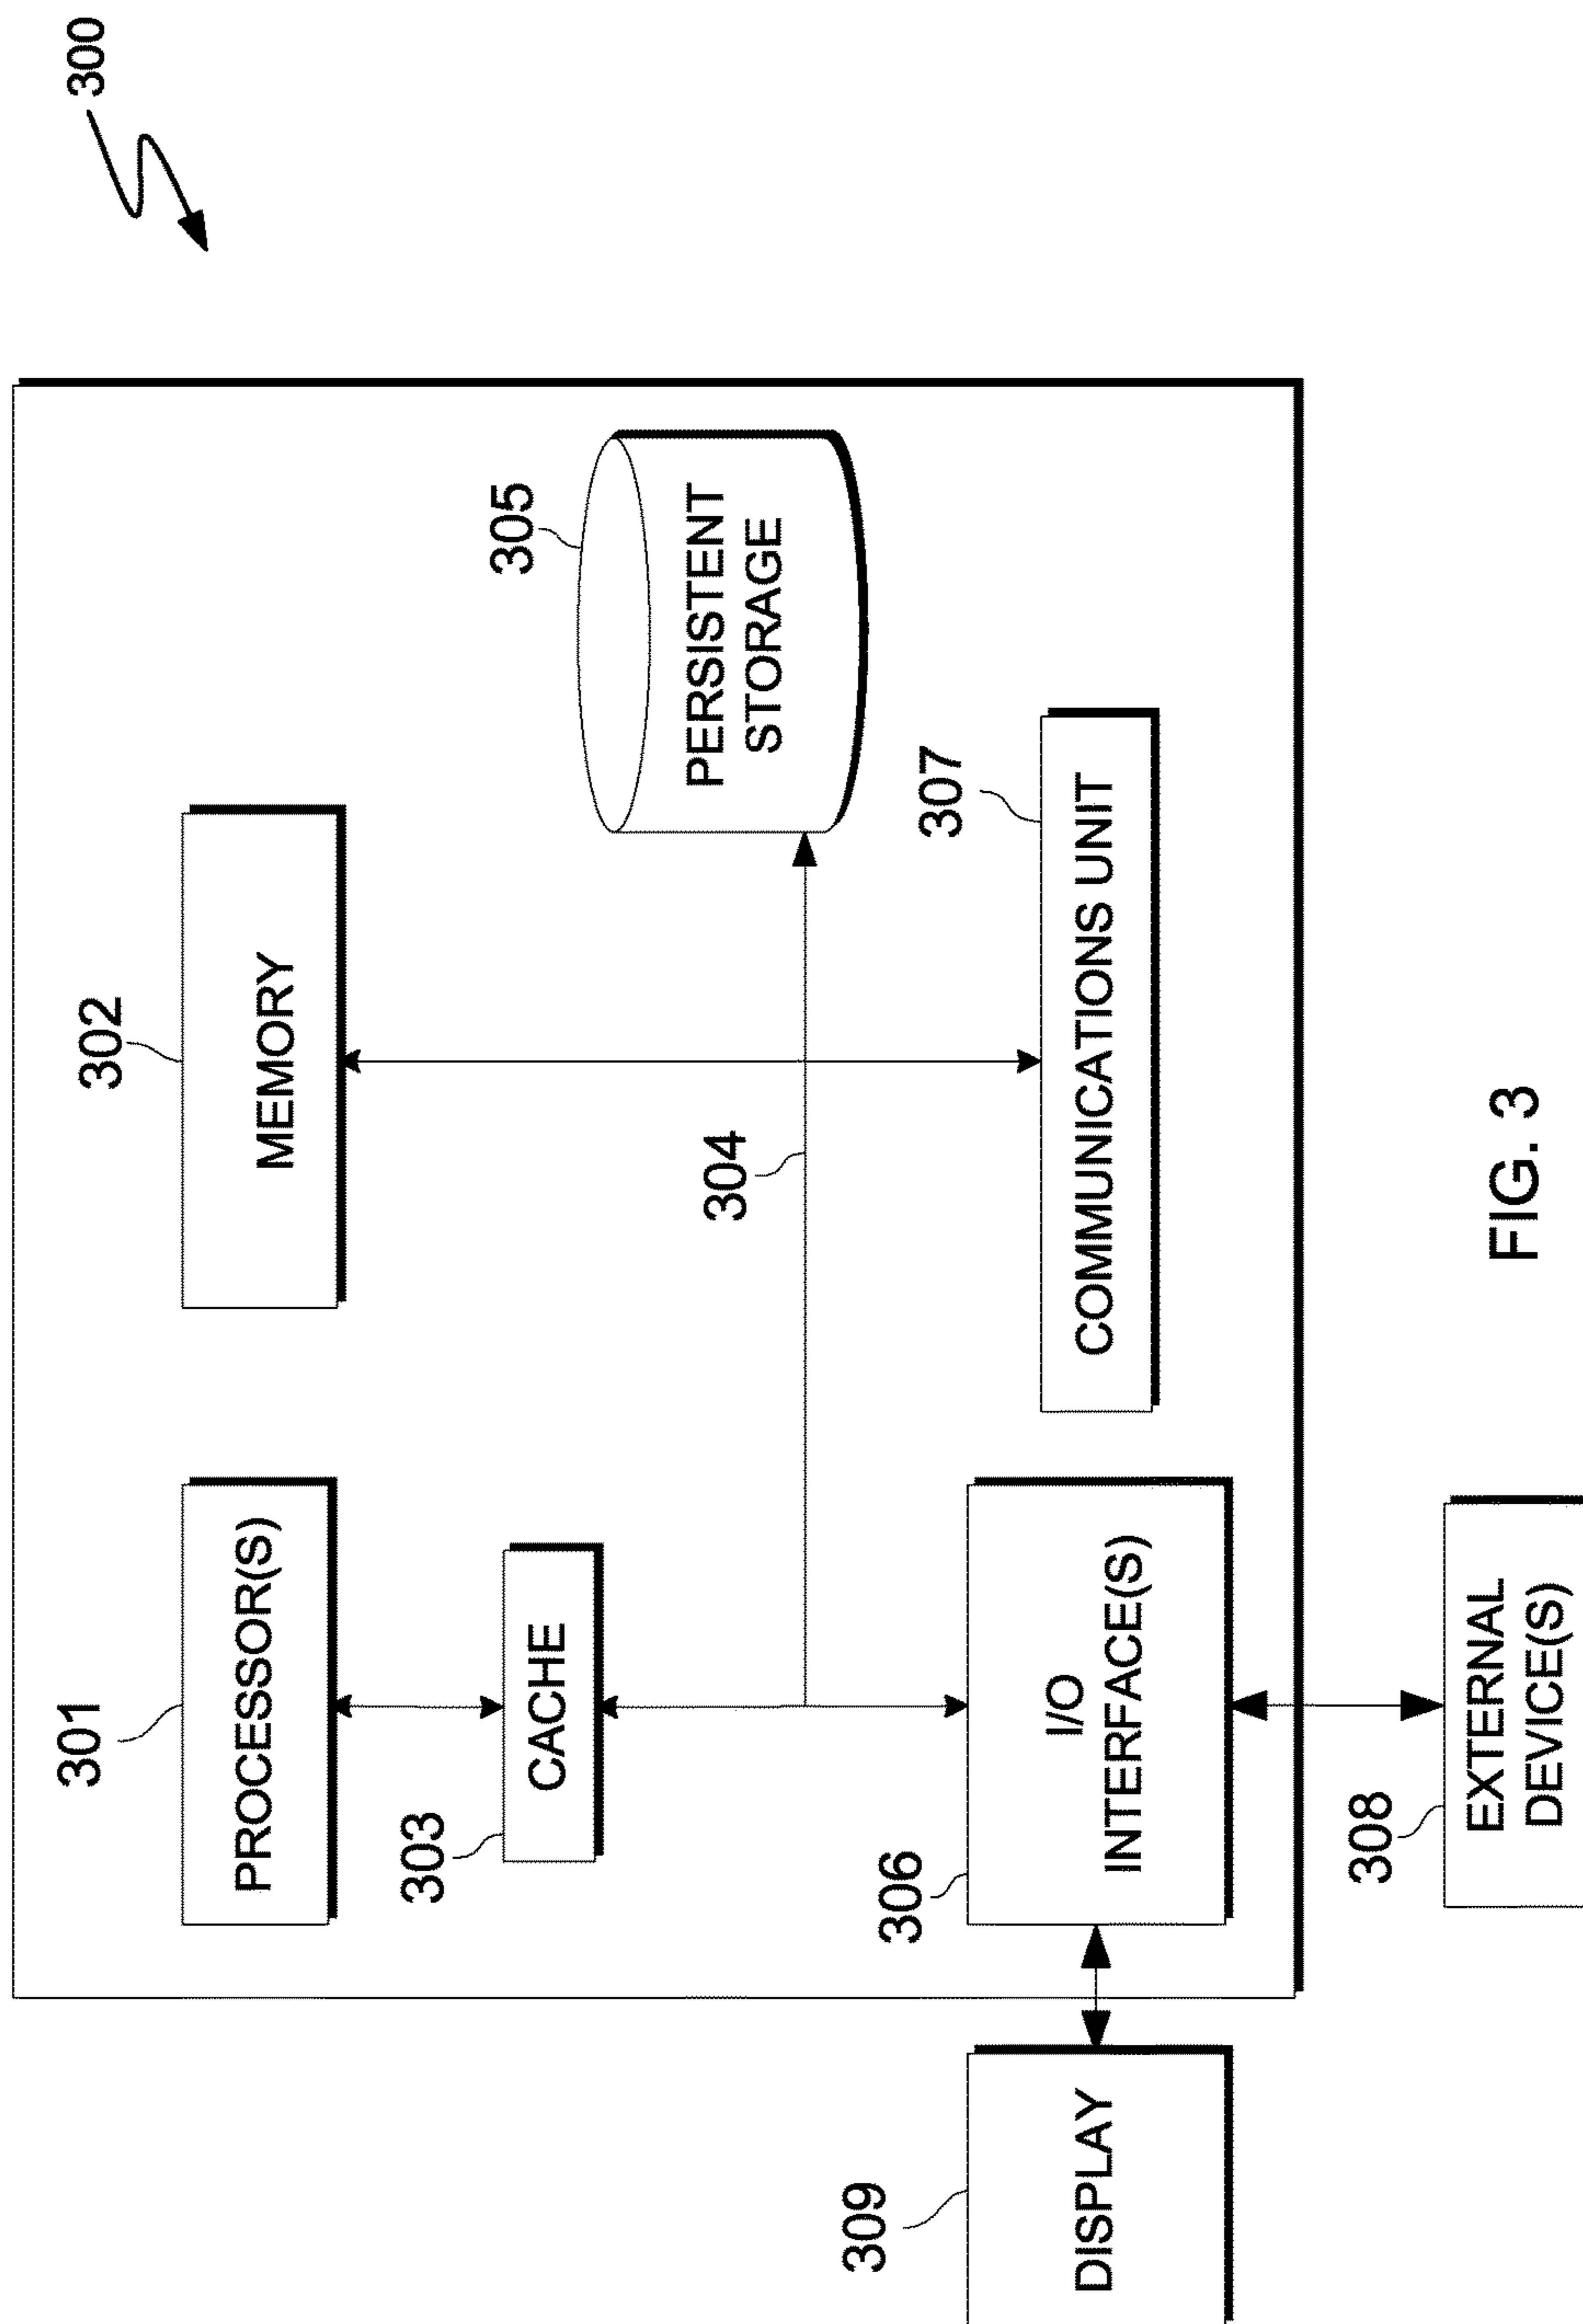 300
301
PROCESSOR(S)
302
MEMORY
303
CACHE
304
305
PERSISTENT
STORAGE
306
I/O
INTERFACE(S)
307
COMMUNICATIONS UNIT
309
DISPLAY
308
EXTERNAL
DEVICE(S)
FIG. 3